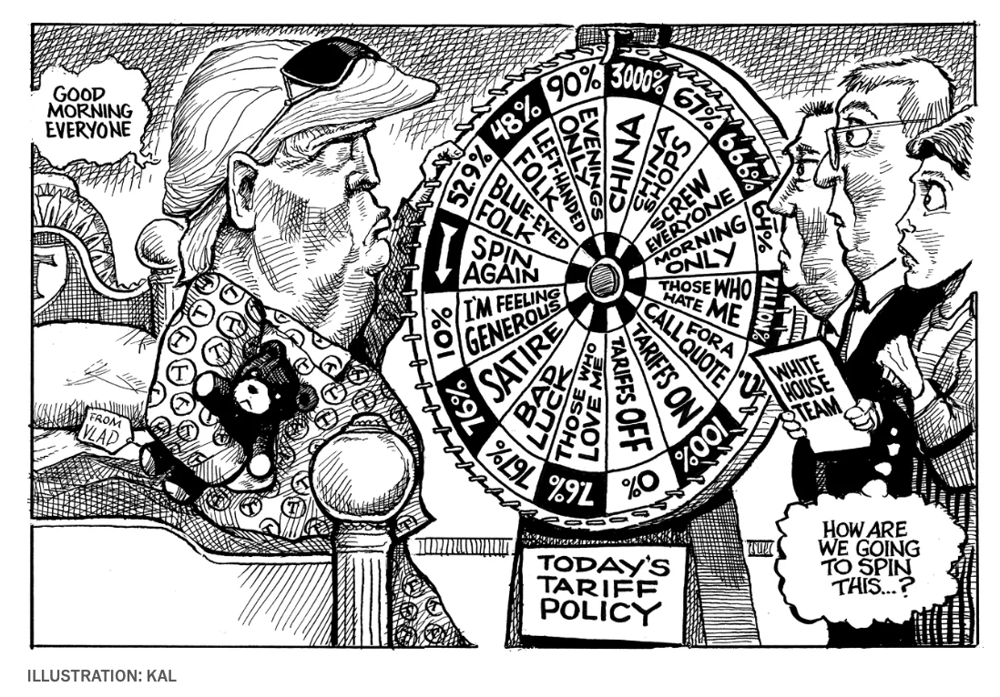 GOOD
MORNING
EVERYONE
90%
EVENINGS
ONLY
3000%
CHINA
67%
CHINA
SHOPS
666%
SCREW
EVERYONE
64%
MORNING
ONLY
ZILLION%
THOSE WHO
HATE ME
CALL FOR A
QUOTE
100%
TARIFFS ON
0%
TARIFFS OFF
76%
THOSE WHO
LOVE ME
767%
BAD
LUCK
76%
SATIRE
10%
I'M FEELING
GENEROUS
SPIN
AGAIN
52.9%
BLUE-EYED
FOLK
48%
LEFT-HANDED
FOLK
FROM
VLAD
WHITE
HOUSE
TEAM
TODAY'S
TARIFF
POLICY
HOW ARE
WE GOING
TO SPIN
THIS...?
ILLUSTRATION: KAL